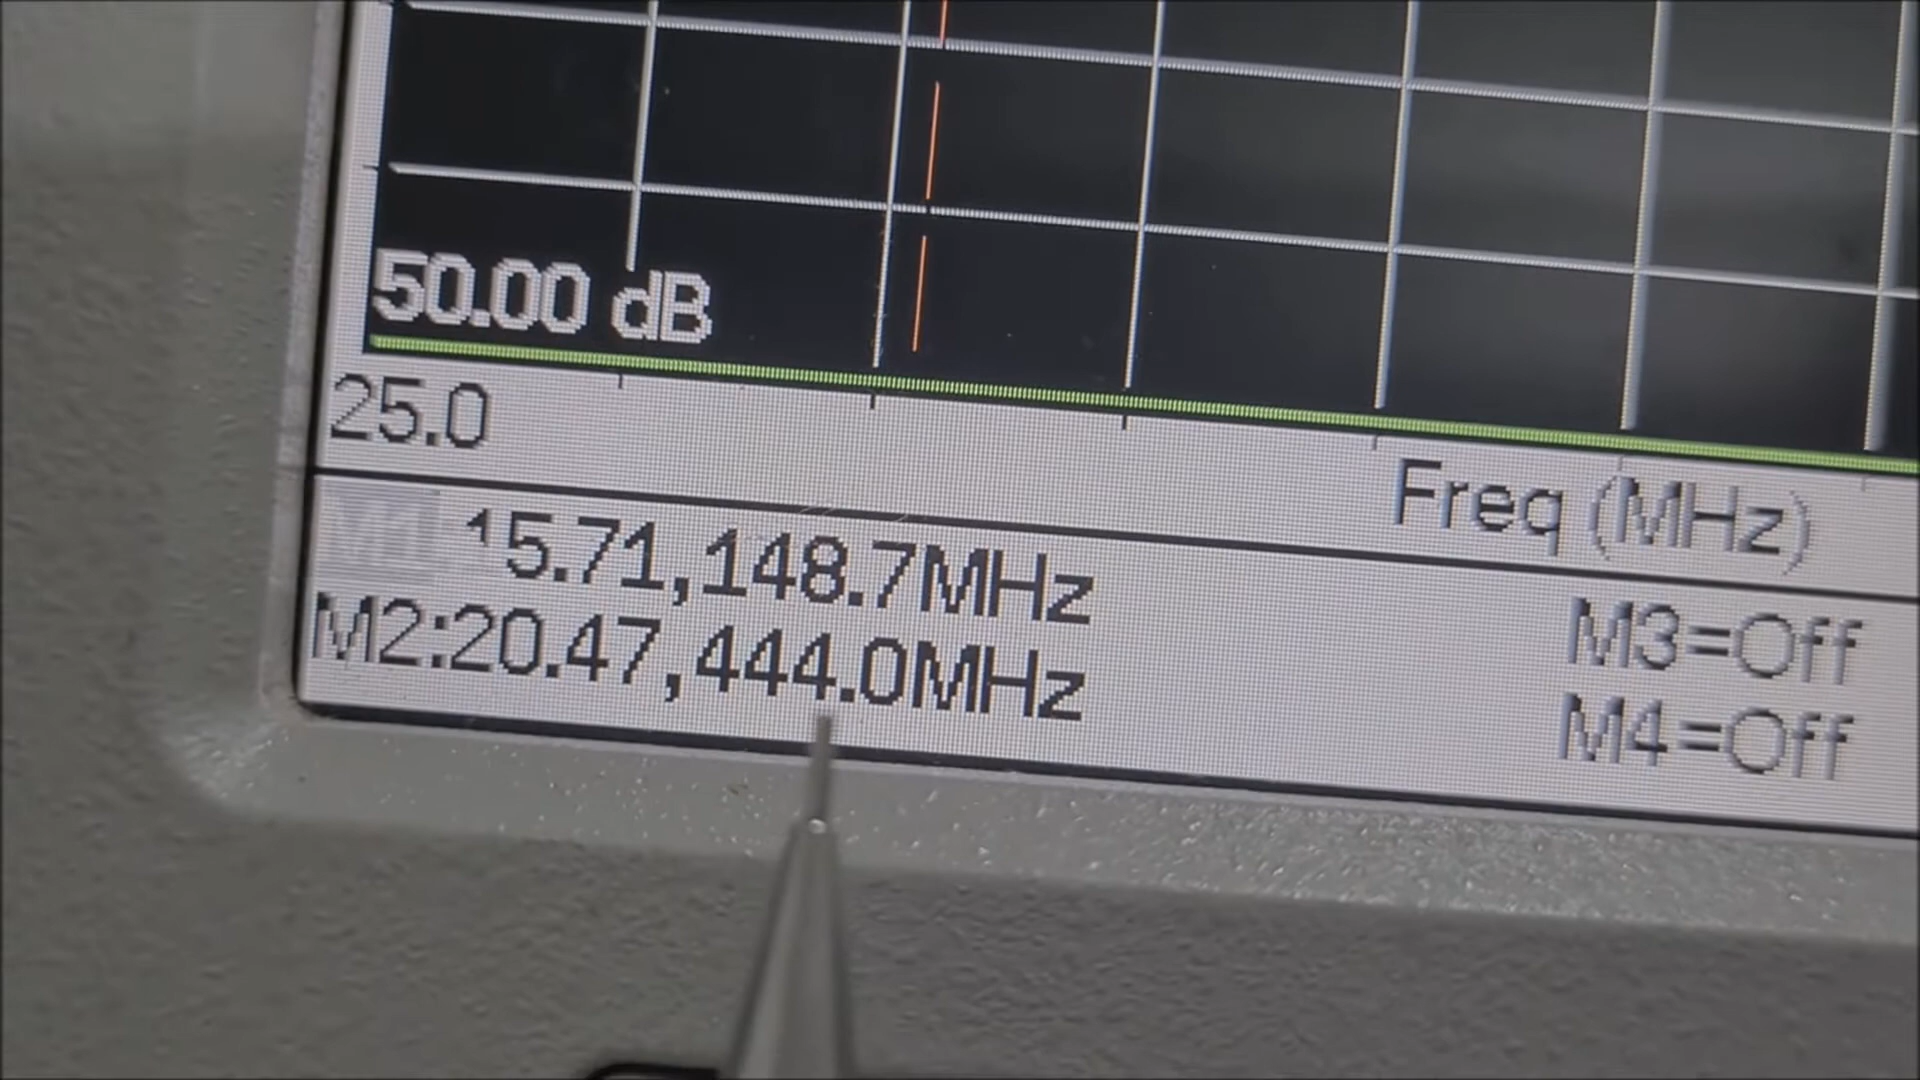 50.00 dB
25.0
Freq (MHz)
15.71,148.7MHz
M3=Off
M2:20.47,444.0MHz
M4=Off